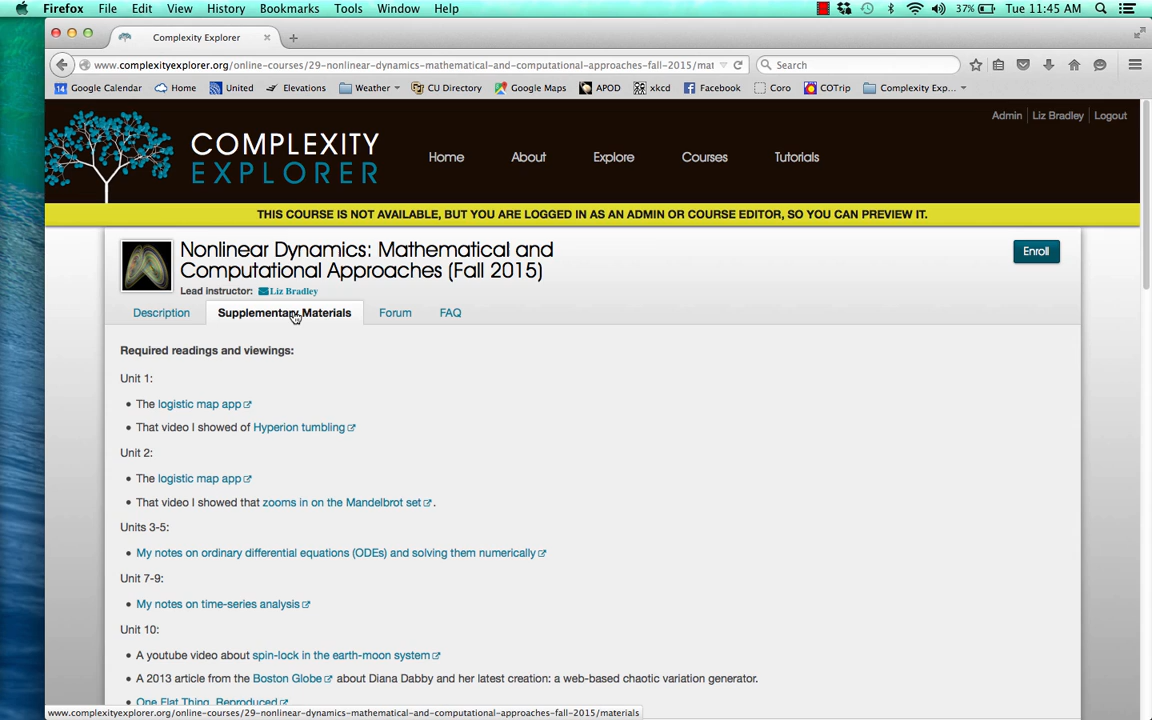 Firefox File Edit View History Bookmarks Tools Window Help 37% Tue 11:45 AM
Complexity Explorer
www.complexityexplorer.org/online-courses/29-nonlinear-dynamics-mathematical-and-computational-approaches-fall-2015/mat Search
14 Google Calendar Home United Elevations Weather CU Directory Google Maps APOD xkcd Facebook Coro COTrip Complexity Exp...
Admin Liz Bradley Logout
COMPLEXITY
EXPLORER
Home About Explore Courses Tutorials
THIS COURSE IS NOT AVAILABLE, BUT YOU ARE LOGGED IN AS AN ADMIN OR COURSE EDITOR, SO YOU CAN PREVIEW IT.
Nonlinear Dynamics: Mathematical and
Computational Approaches (Fall 2015)
Enroll
Lead instructor: Liz Bradley
Description Supplementary Materials Forum FAQ
Required readings and viewings:
Unit 1:
• The logistic map app
• That video I showed of Hyperion tumbling
Unit 2:
• The logistic map app
• That video I showed that zooms in on the Mandelbrot set .
Units 3-5:
• My notes on ordinary differential equations (ODEs) and solving them numerically
Unit 7-9:
• My notes on time-series analysis
Unit 10:
• A youtube video about spin-lock in the earth-moon system
• A 2013 article from the Boston Globe about Diana Dabby and her latest creation: a web-based chaotic variation generator.
• One Flat Thing, Reproduced
www.complexityexplorer.org/online-courses/29-nonlinear-dynamics-mathematical-and-computational-approaches-fall-2015/materials